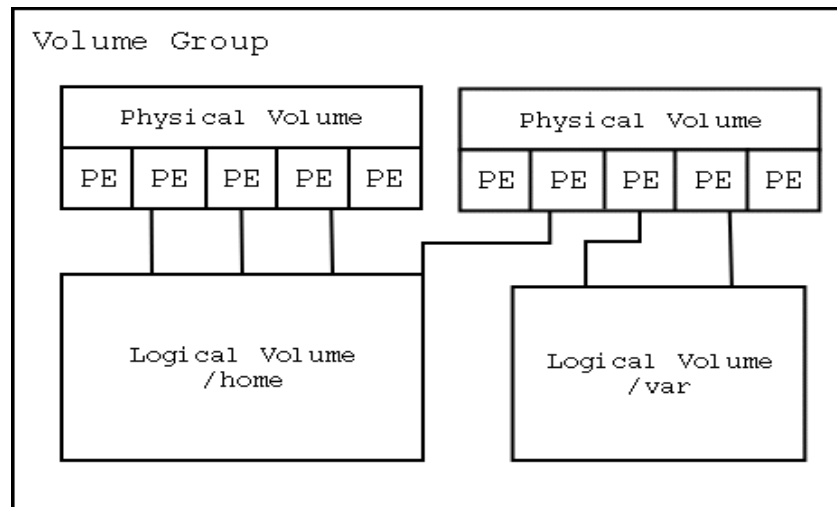 Volume Group
Physical Volume
PE PE PE PE PE
Physical Volume
PE PE PE PE PE
Logical Volume
/home
Logical Volume
/var